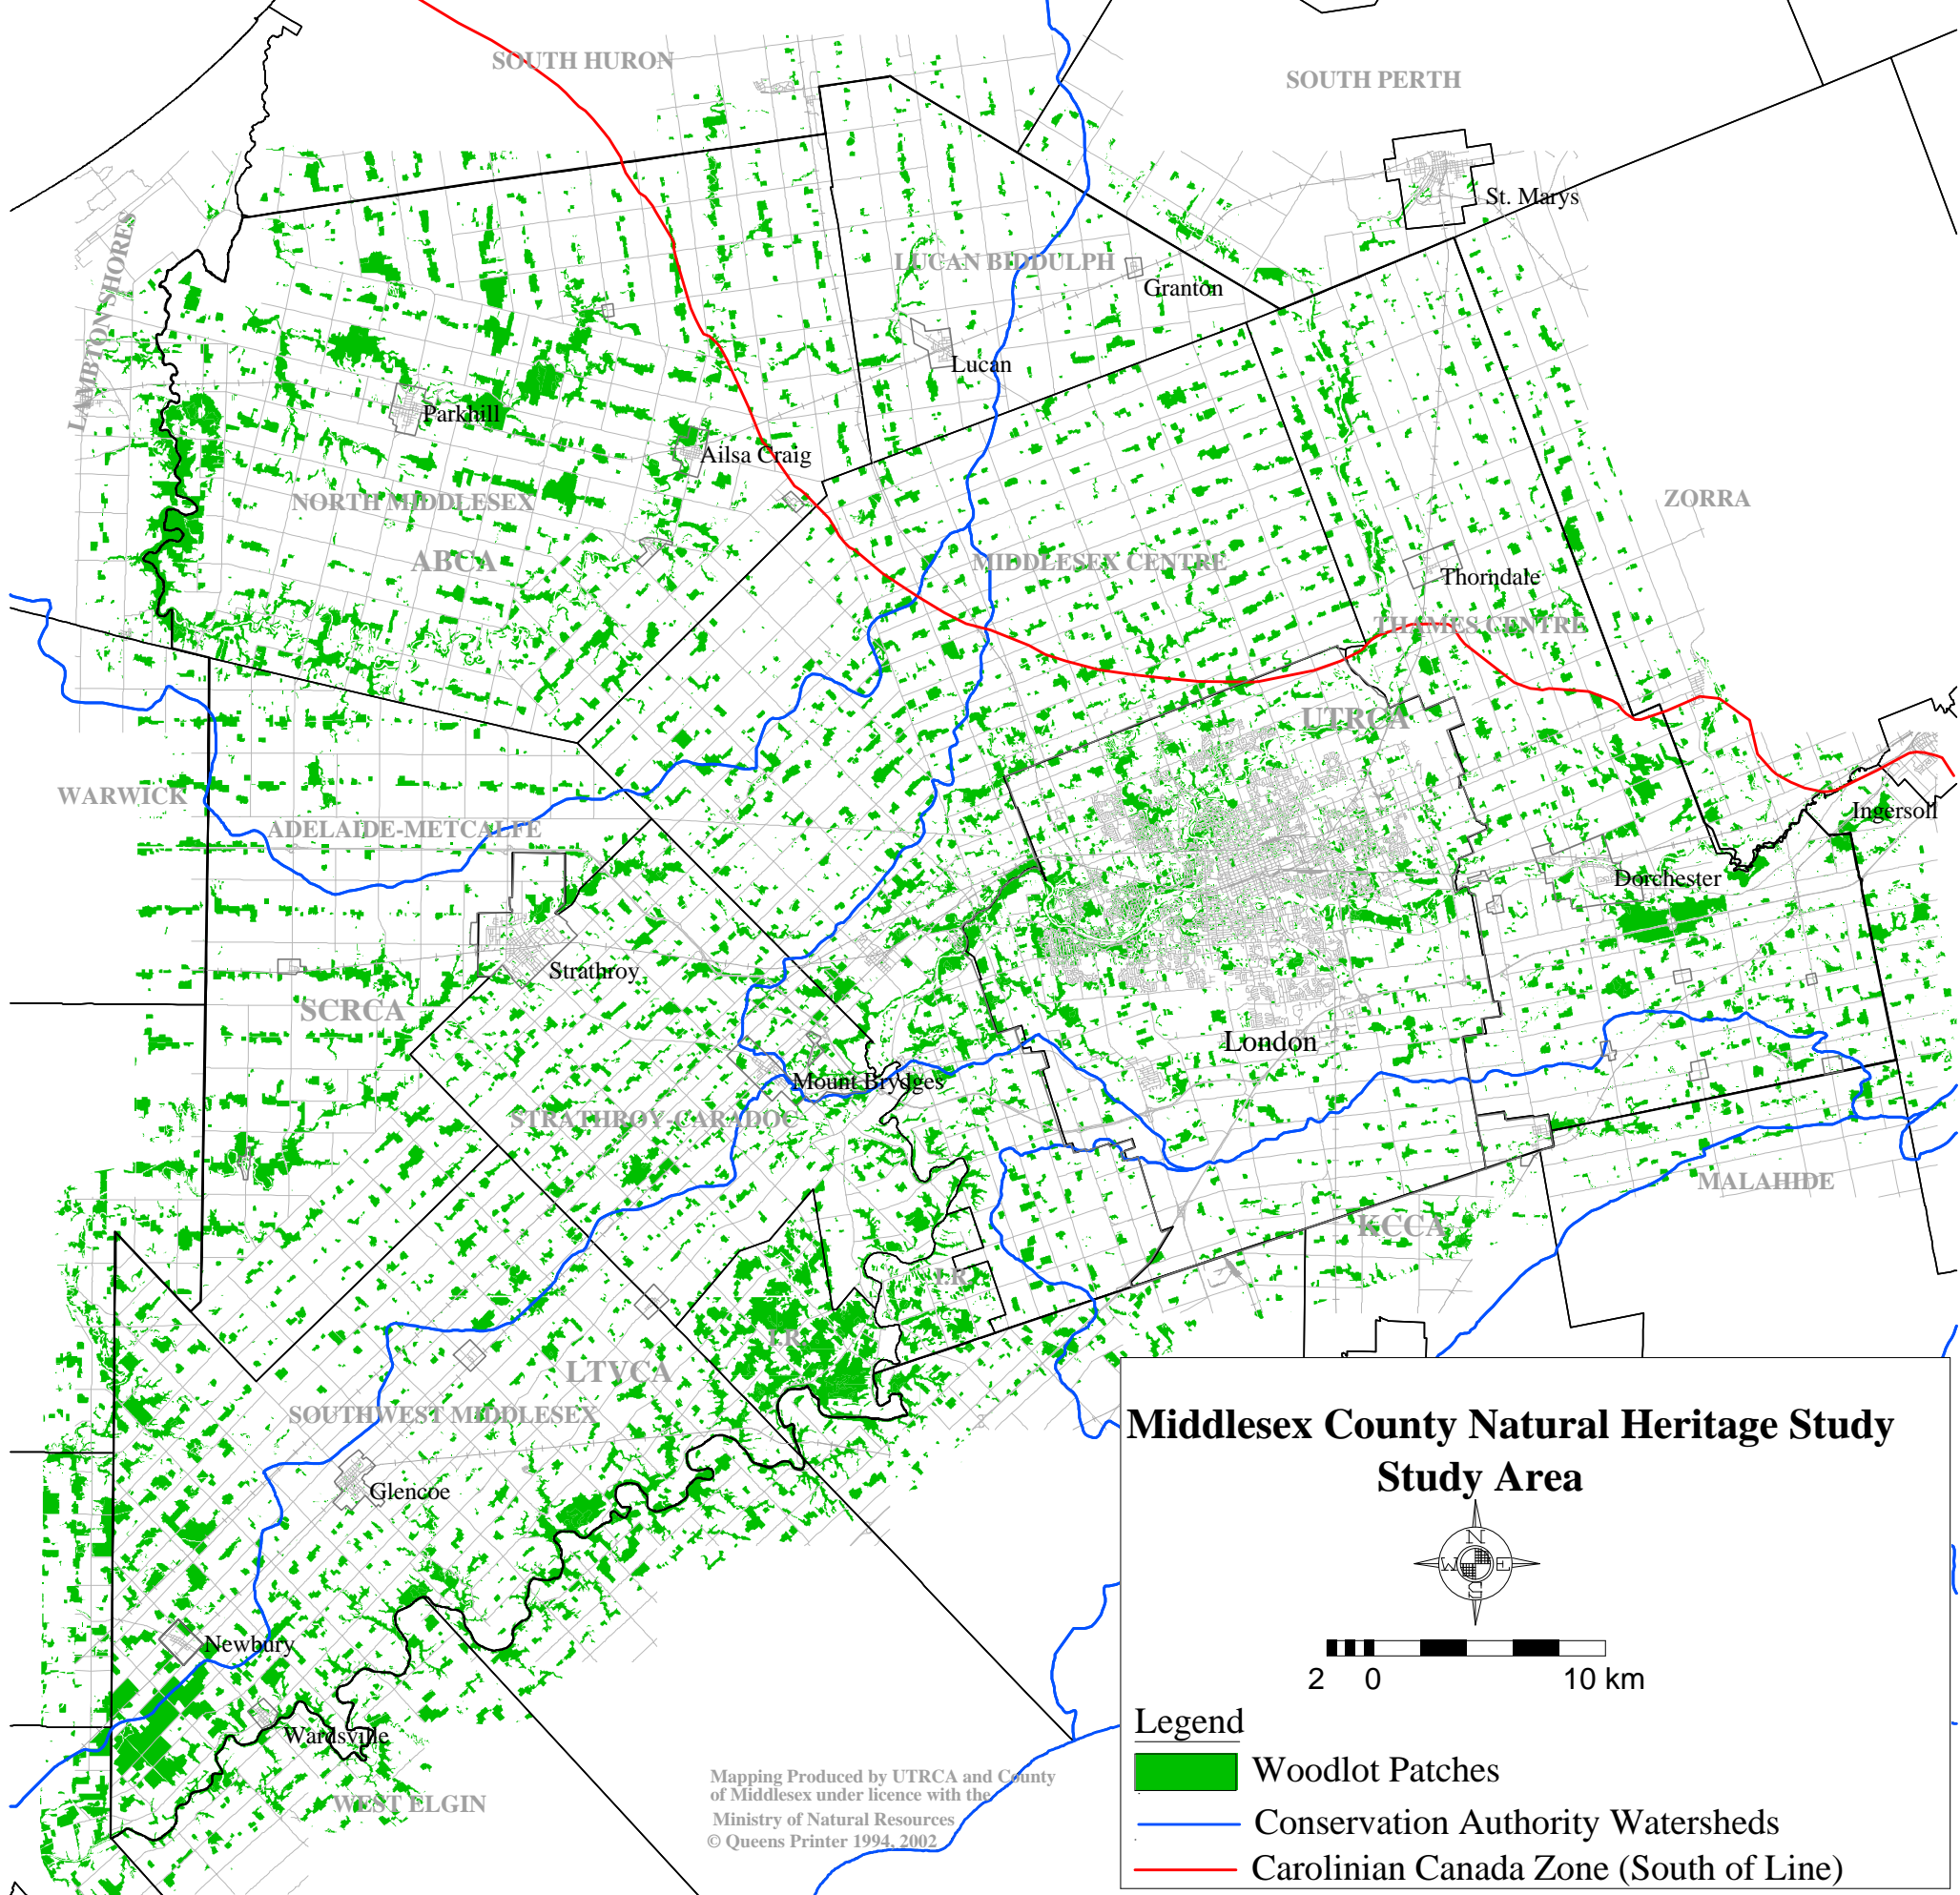 SOUTH HURON
SOUTH PERTH
St. Marys
LAMBTON SHORES
LUCAN BIDDULPH
Granton
Lucan
Parkhill
Ailsa Craig
NORTH MIDDLESEX
ZORRA
ABCA
MIDDLESEX CENTRE
Thorndale
THAMES CENTRE
UTRCA
WARWICK
ADELAIDE-METCALFE
Ingersoll
Dorchester
Strathroy
SCRCA
London
Mount Brydges
STRATHROY-CARADOC
MALAHIDE
KCCA
I.R.
I.R.
LTVCA
SOUTHWEST MIDDLESEX
Glencoe
Newbury
Wardsville
WEST ELGIN
Mapping Produced by UTRCA and County
of Middlesex under licence with the
Ministry of Natural Resources
© Queens Printer 1994, 2002
Middlesex County Natural Heritage Study
Study Area
N
W E
S
2 0 10 km
Legend
Woodlot Patches
Conservation Authority Watersheds
Carolinian Canada Zone (South of Line)